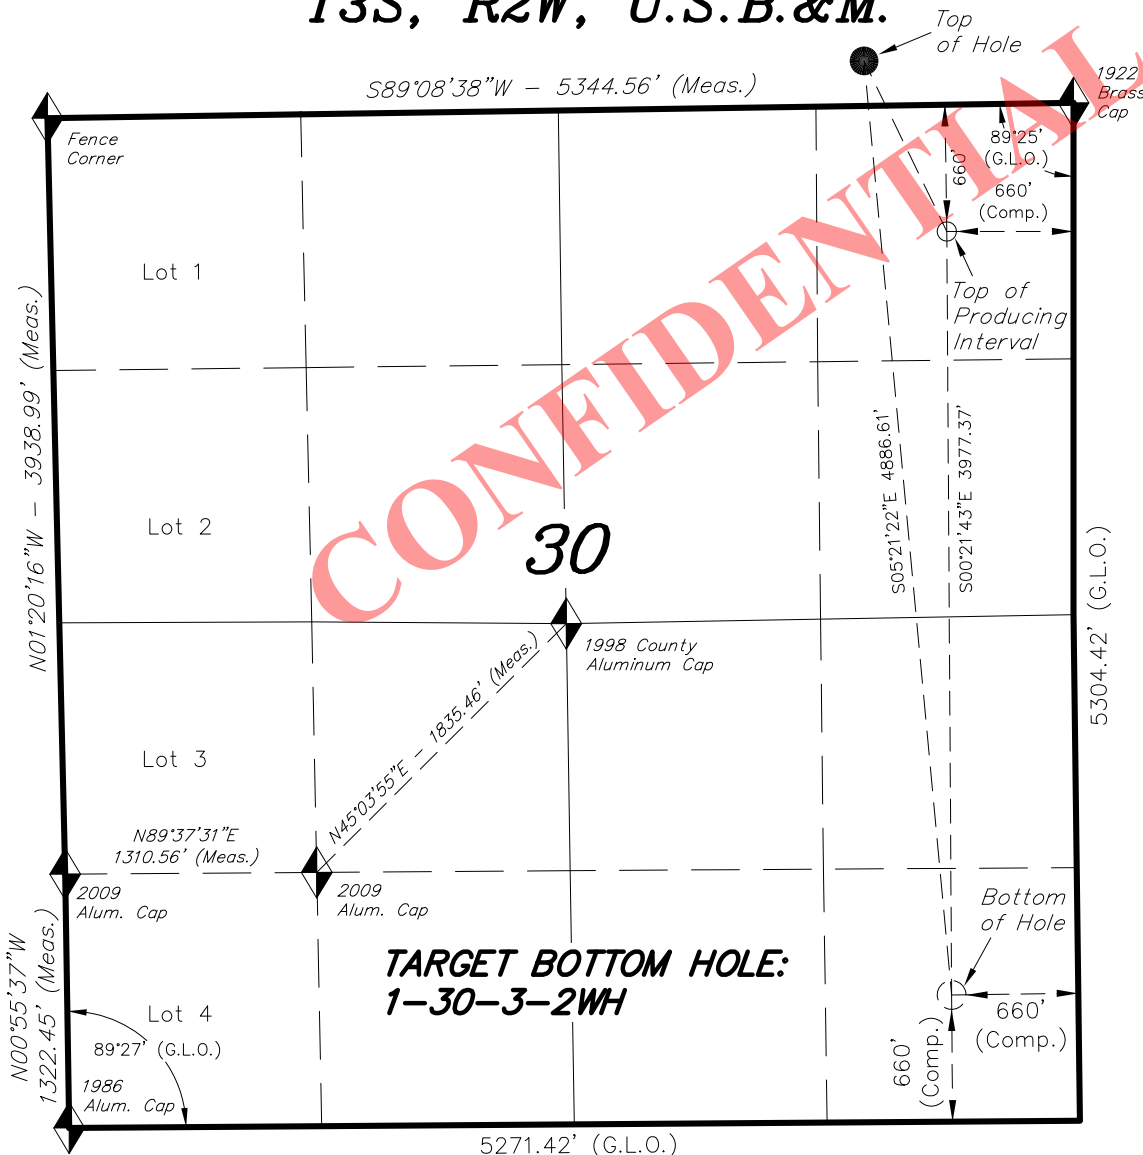 T3S, R2W, U.S.B.&M.
Top
of Hole
S89°08'38"W - 5344.56' (Meas.)
1922
Brass
Cap
Fence
Corner
89°25'
(G.L.O.)
660'
660'
(Comp.)
CONFIDENTIAL
Lot 1
Top of
Producing
Interval
N01°20'16"W - 3938.99' (Meas.)
S05°21'22"E 4886.61'
S00°21'43"E 3977.37'
Lot 2
30
5304.42' (G.L.O.)
1998 County
Aluminum Cap
N45°03'55"E - 1835.46' (Meas.)
Lot 3
N89°37'31"E
1310.56' (Meas.)
2009
Alum. Cap
2009
Alum. Cap
Bottom
of Hole
TARGET BOTTOM HOLE:
1-30-3-2WH
N00°55'37"W
1322.45' (Meas.)
Lot 4
89°27' (G.L.O.)
660'
(Comp.)
660'
(Comp.)
1986
Alum. Cap
5271.42' (G.L.O.)